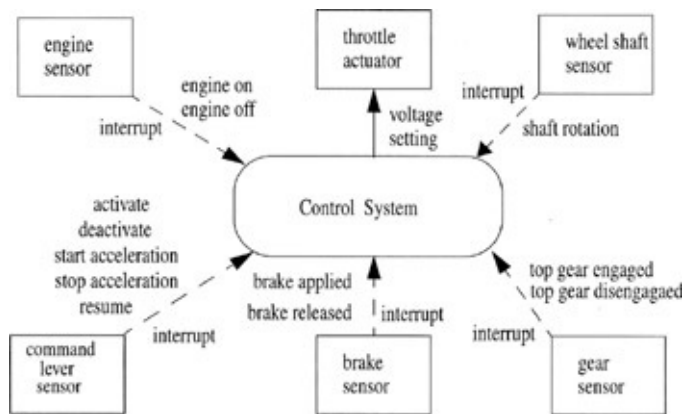 engine
sensor
throttle
actuator
wheel shaft
sensor
engine on
engine off
interrupt
voltage
setting
interrupt
shaft rotation
Control System
activate
deactivate
start acceleration
stop acceleration
resume
interrupt
brake applied
brake released
interrupt
top gear engaged
top gear disengagaed
interrupt
command
lever
sensor
brake
sensor
gear
sensor